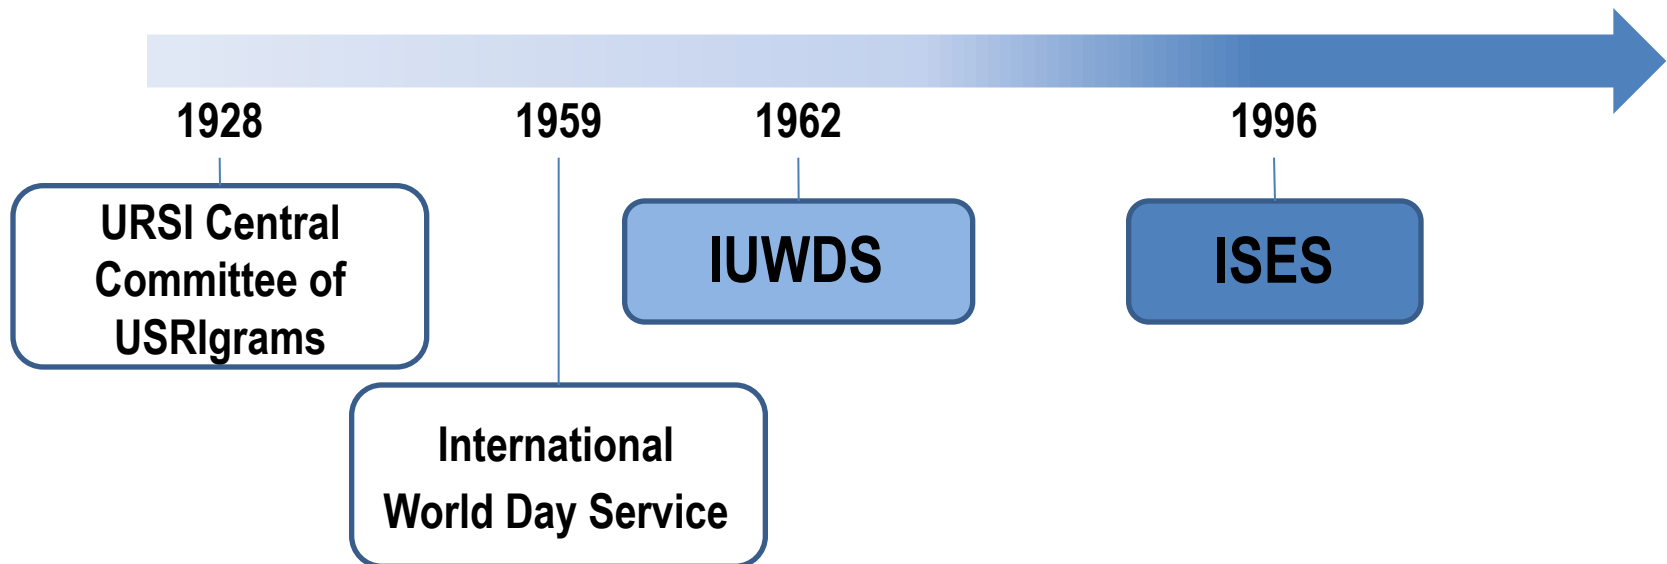 1928
1959
1962
1996
URSI Central
Committee of
USRIgrams
IUWDS
ISES
International
World Day Service